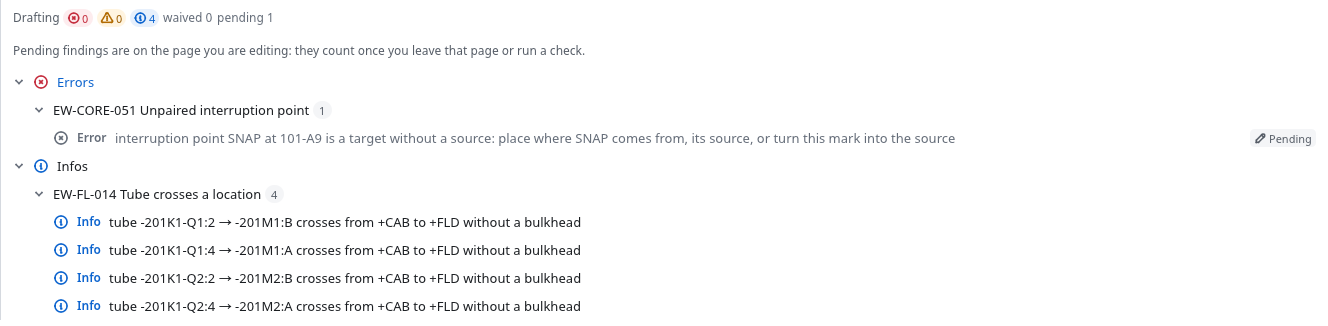 Drafting 0 0 4 waived 0 pending 1
Pending findings are on the page you are editing: they count once you leave that page or run a check.
Errors
EW-CORE-051 Unpaired interruption point 1
Error interruption point SNAP at 101-A9 is a target without a source: place where SNAP comes from, its source, or turn this mark into the source Pending
Infos
EW-FL-014 Tube crosses a location 4
Info tube -201K1-Q1:2 → -201M1:B crosses from +CAB to +FLD without a bulkhead
Info tube -201K1-Q1:4 → -201M1:A crosses from +CAB to +FLD without a bulkhead
Info tube -201K1-Q2:2 → -201M2:B crosses from +CAB to +FLD without a bulkhead
Info tube -201K1-Q2:4 → -201M2:A crosses from +CAB to +FLD without a bulkhead